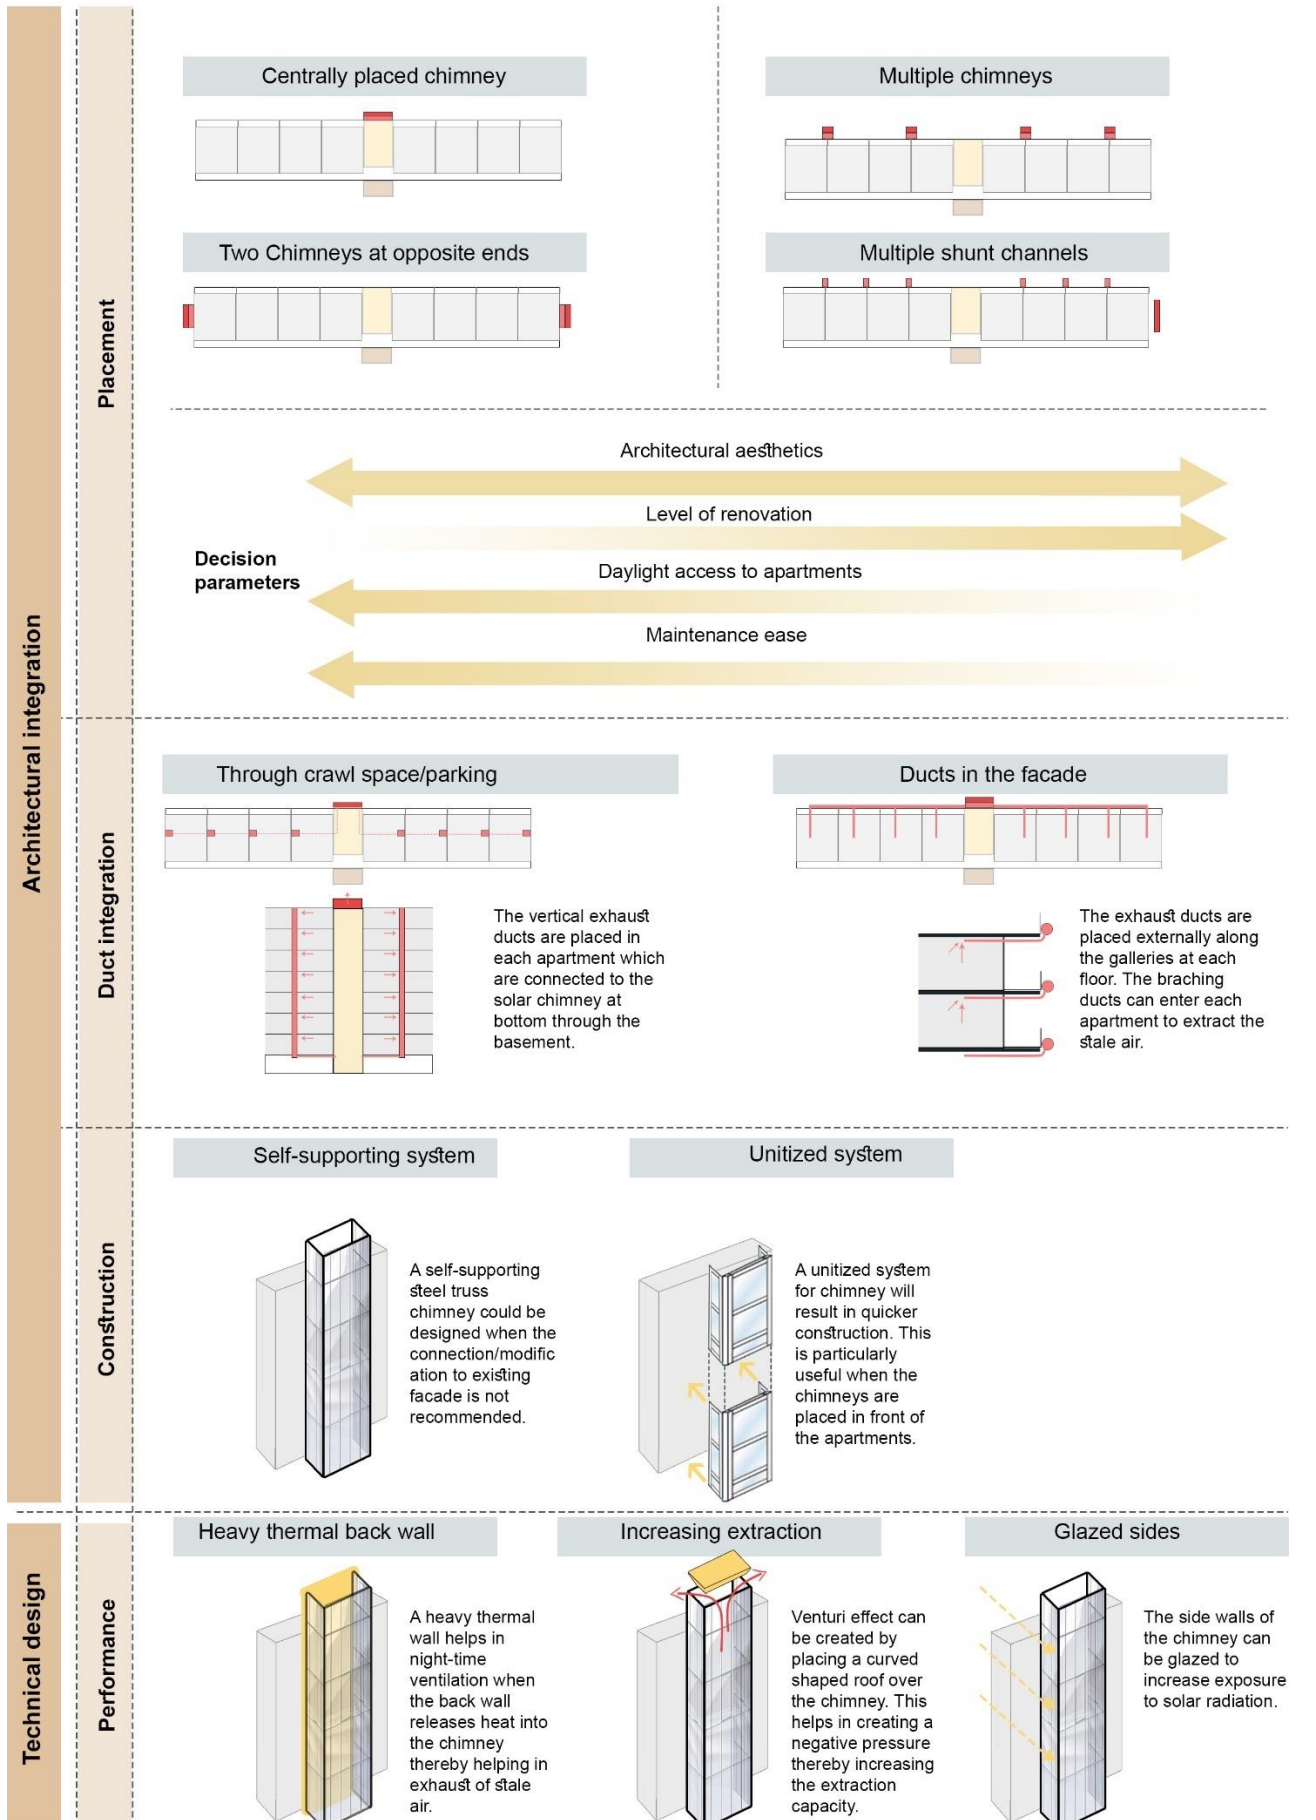 Architectural integration
Placement
Centrally placed chimney
Multiple chimneys
Two Chimneys at opposite ends
Multiple shunt channels
Decision
parameters
Architectural aesthetics
Level of renovation
Daylight access to apartments
Maintenance ease
Duct integration
Through crawl space/parking
The vertical exhaust
ducts are placed in
each apartment which
are connected to the
solar chimney at
bottom through the
basement.
Ducts in the facade
The exhaust ducts are
placed externally along
the galleries at each
floor. The braching
ducts can enter each
apartment to extract the
stale air.
Construction
Self-supporting system
A self-supporting
steel truss
chimney could be
designed when the
connection/modific
ation to existing
facade is not
recommended.
Unitized system
A unitized system
for chimney will
result in quicker
construction. This
is particularly
useful when the
chimneys are
placed in front of
the apartments.
Technical design
Performance
Heavy thermal back wall
A heavy thermal
wall helps in
night-time
ventilation when
the back wall
releases heat into
the chimney
thereby helping in
exhaust of stale
air.
Increasing extraction
Venturi effect can
be created by
placing a curved
shaped roof over
the chimney. This
helps in creating a
negative pressure
thereby increasing
the extraction
capacity.
Glazed sides
The side walls of
the chimney can
be glazed to
increase exposure
to solar radiation.